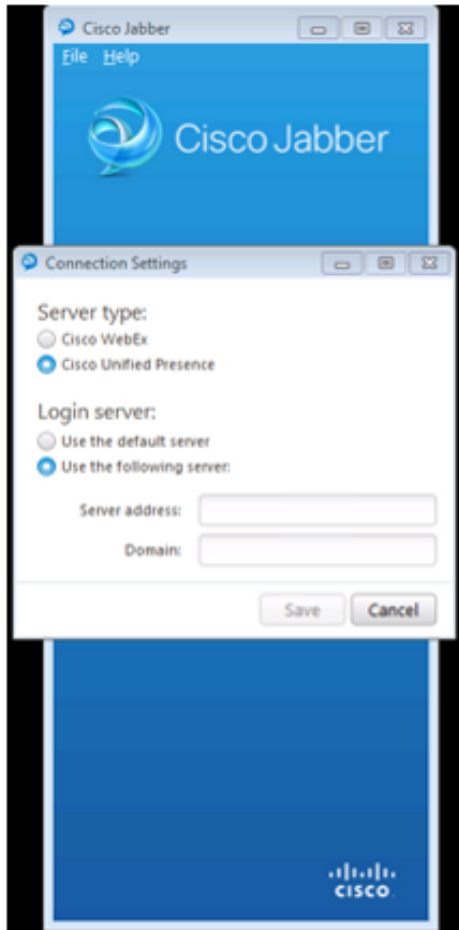 Cisco Jabber
File Help
Cisco Jabber
Connection Settings
Server type:
Cisco WebEx
Cisco Unified Presence
Login server:
Use the default server
Use the following server:
Server address:
Domain:
Save Cancel
CISCO